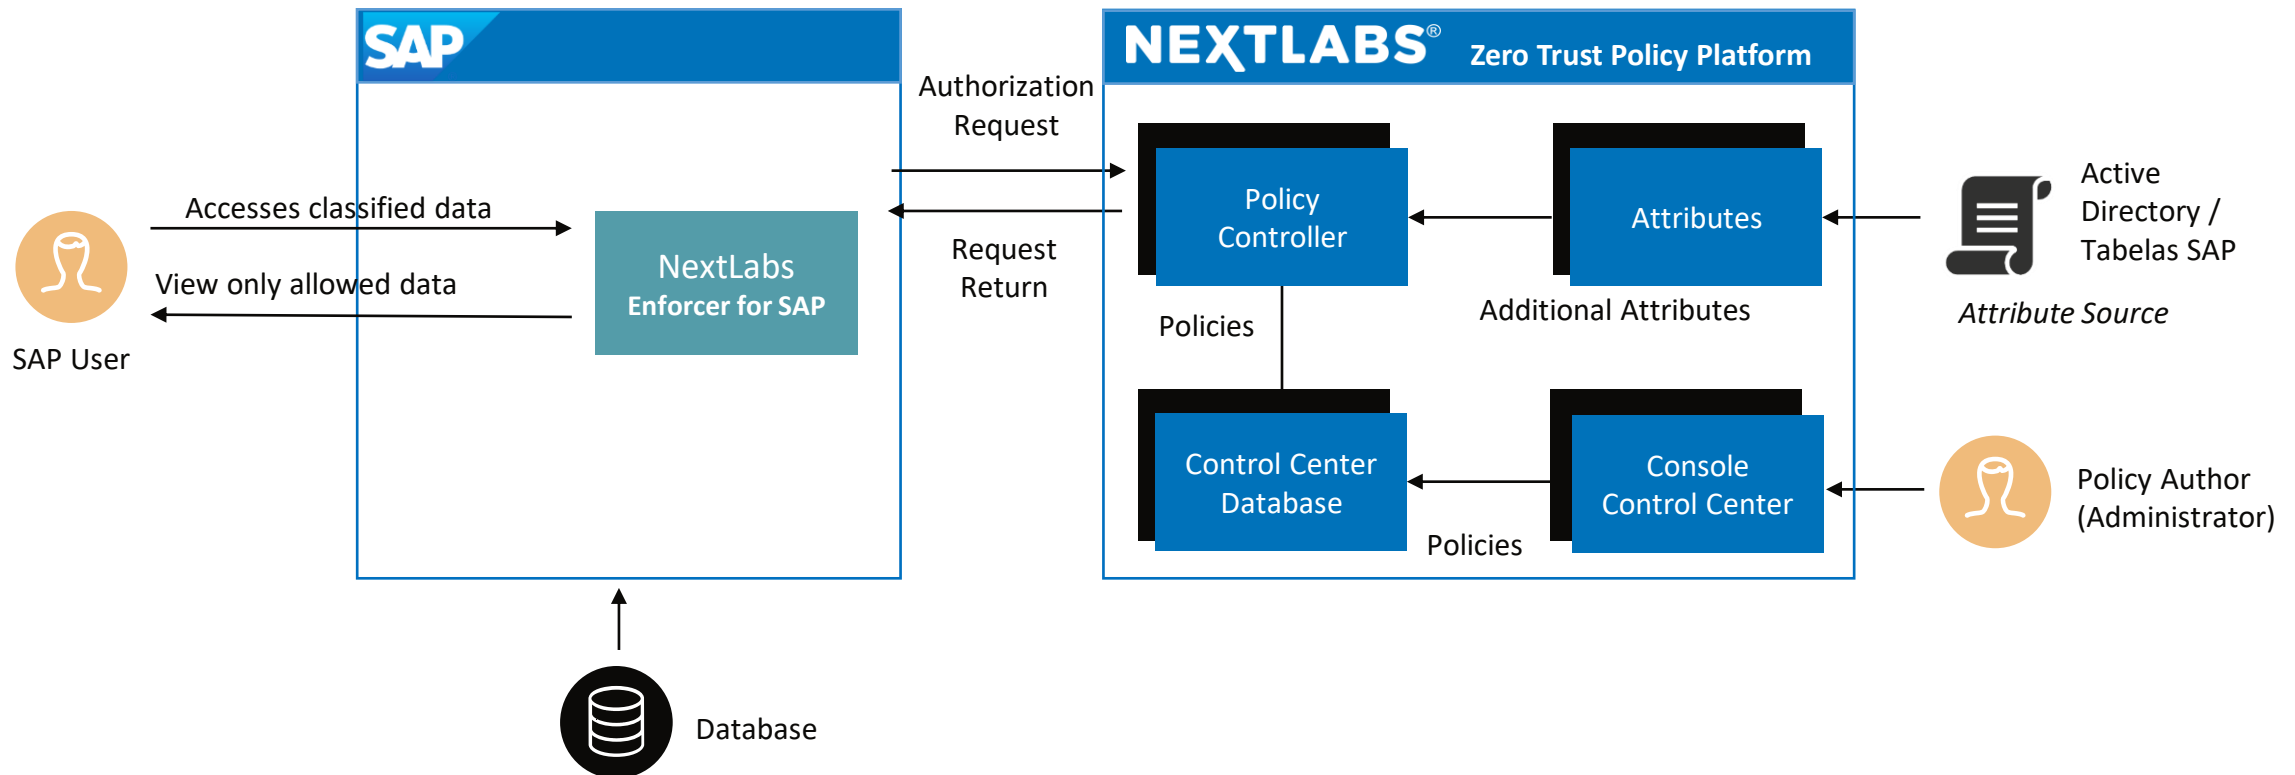 SAP
NEXTLABS®
Zero Trust Policy Platform
Authorization
Request
Accesses classified data
View only allowed data
SAP User
NextLabs
Enforcer for SAP
Request
Return
Policy
Controller
Attributes
Active
Directory /
Tabelas SAP
Attribute Source
Policies
Additional Attributes
Control Center
Database
Console
Control Center
Policies
Policy Author
(Administrator)
Database